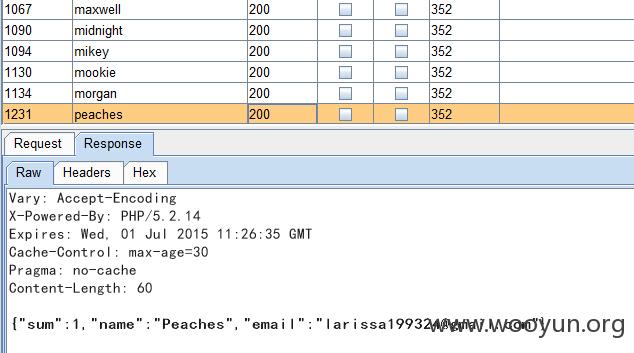 1067 maxwell 200 352
1090 midnight 200 352
1094 mikey 200 352
1130 mookie 200 352
1134 morgan 200 352
1231 peaches 200 352
Request Response
Raw Headers Hex
Vary: Accept-Encoding
X-Powered-By: PHP/5.2.14
Expires: Wed, 01 Jul 2015 11:26:35 GMT
Cache-Control: max-age=30
Pragma: no-cache
Content-Length: 60
{"sum":1,"name":"Peaches","email":
www.wooyun.org